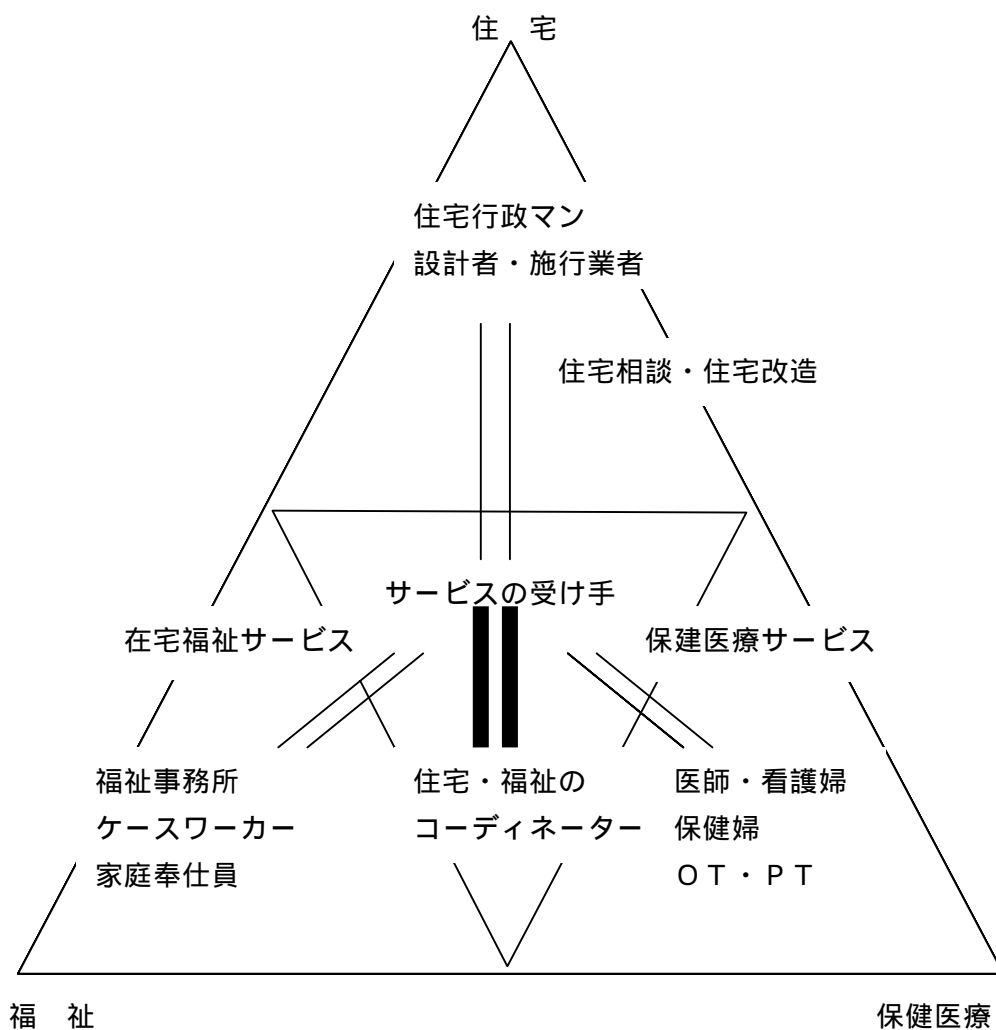 住　宅
住宅行政マン
設計者・施行業者
住宅相談・住宅改造
サービスの受け手
在宅福祉サービス
保建医療サービス
福祉事務所
ケースワーカー
家庭奉仕員
住宅・福祉の
コーディネーター
医師・看護婦
保健婦
ＯＴ・ＰＴ
福　祉
保健医療